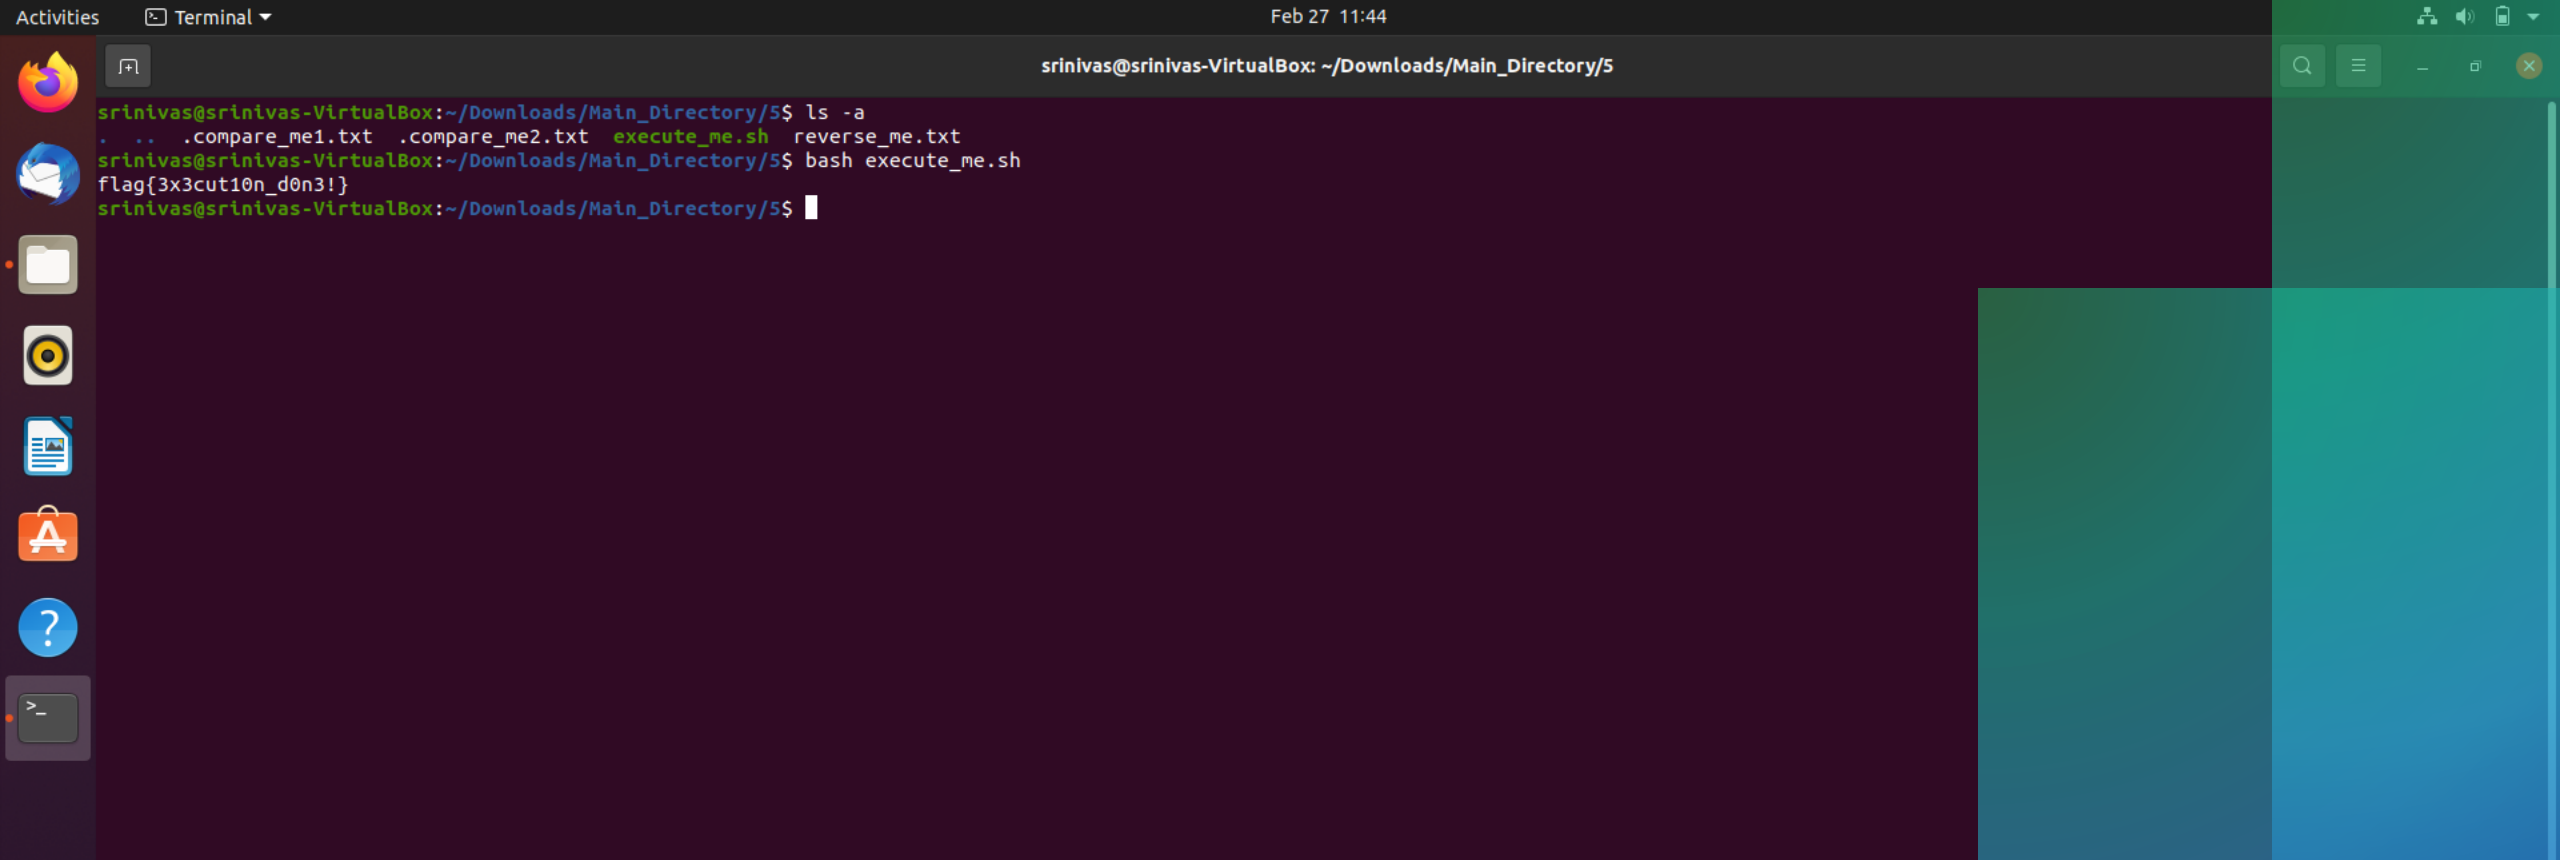 Activities Terminal Feb 27 11:44
srinivas@srinivas-VirtualBox: ~/Downloads/Main_Directory/5
srinivas@srinivas-VirtualBox:~/Downloads/Main_Directory/5$ ls -a
. .. .compare_me1.txt .compare_me2.txt execute_me.sh reverse_me.txt
srinivas@srinivas-VirtualBox:~/Downloads/Main_Directory/5$ bash execute_me.sh
flag{3x3cut10n_d0n3!}
srinivas@srinivas-VirtualBox:~/Downloads/Main_Directory/5$